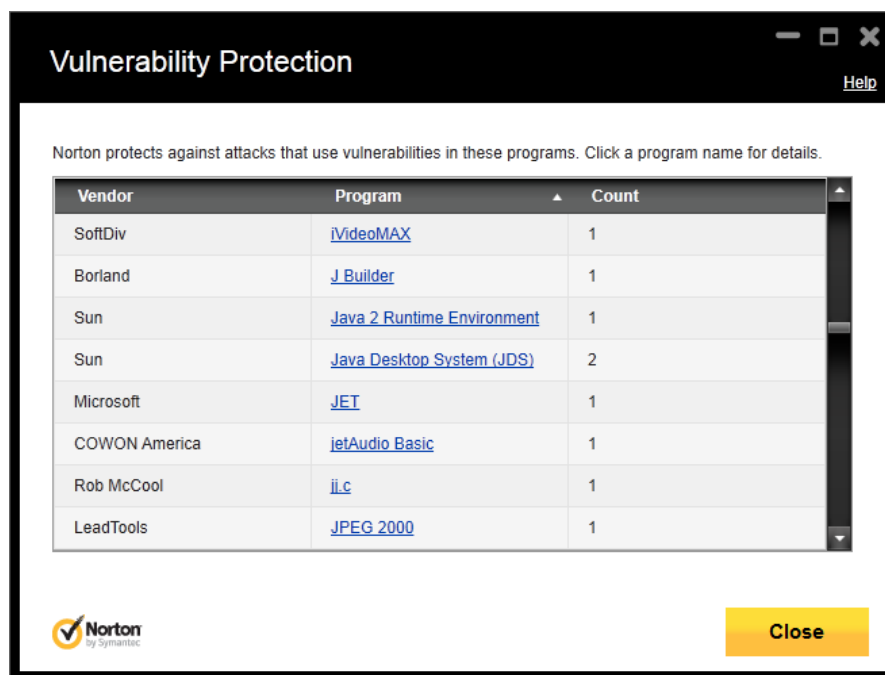 Vulnerability Protection
Help
Norton protects against attacks that use vulnerabilities in these programs. Click a program name for details.
Vendor Program Count
SoftDiv iVideoMAX 1
Borland J Builder 1
Sun Java 2 Runtime Environment 1
Sun Java Desktop System (JDS) 2
Microsoft JET 1
COWON America jetAudio Basic 1
Rob McCool jj.c 1
LeadTools JPEG 2000 1
Norton
by Symantec
Close